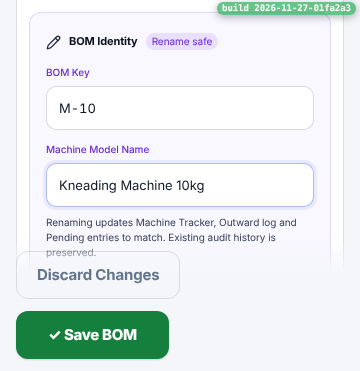 build 2026-11-27-01fa2a3
BOM Identity Rename safe
BOM Key
M-10
Machine Model Name
Kneading Machine 10kg
Renaming updates Machine Tracker, Outward log and
Pending entries to match. Existing audit history is
preserved.
Discard Changes
✓ Save BOM